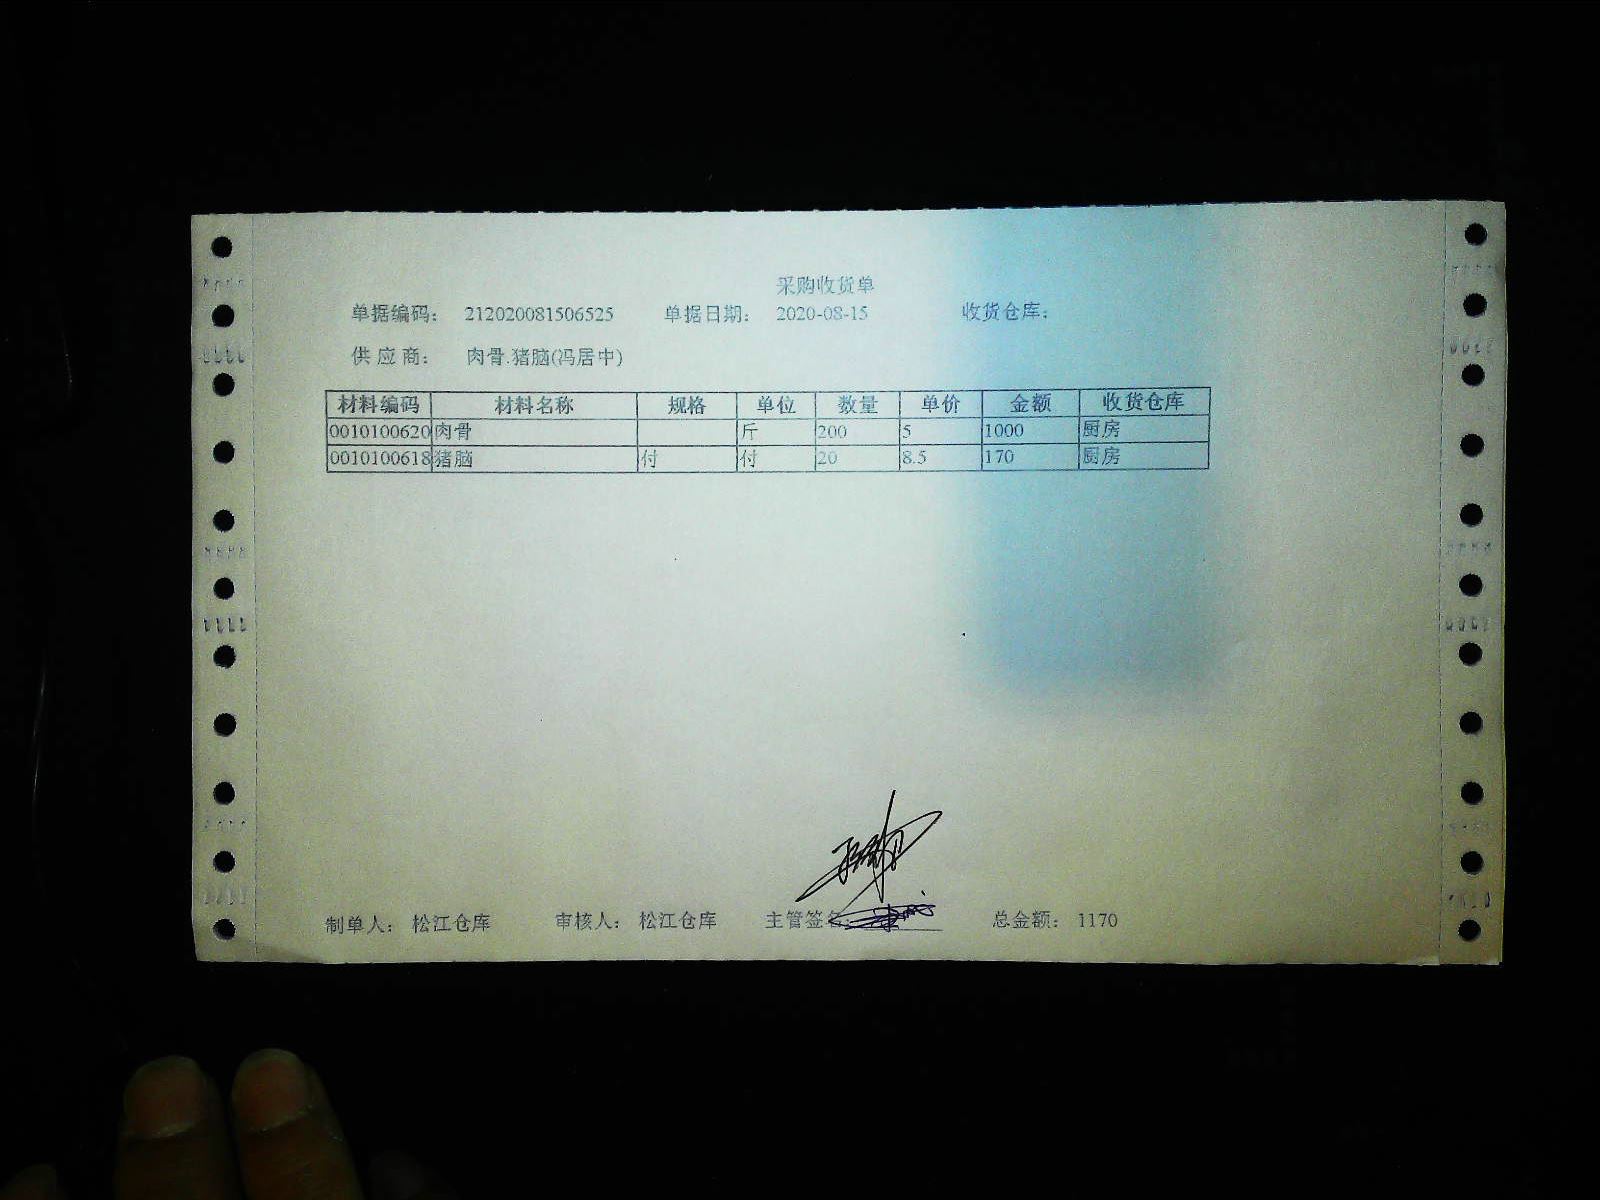 采购收货单
单据编码： 212020081506525 单据日期： 2020-08-15 收货仓库：
供 应 商： 肉骨.猪脑(冯居中)
材料编码 材料名称 规格 单位 数量 单价 金额 收货仓库
0010100620 肉骨 斤 200 5 1000 厨房
0010100618 猪脑 付 付 20 8.5 170 厨房
制单人： 松江仓库 审核人： 松江仓库 主管签名: 总金额： 1170